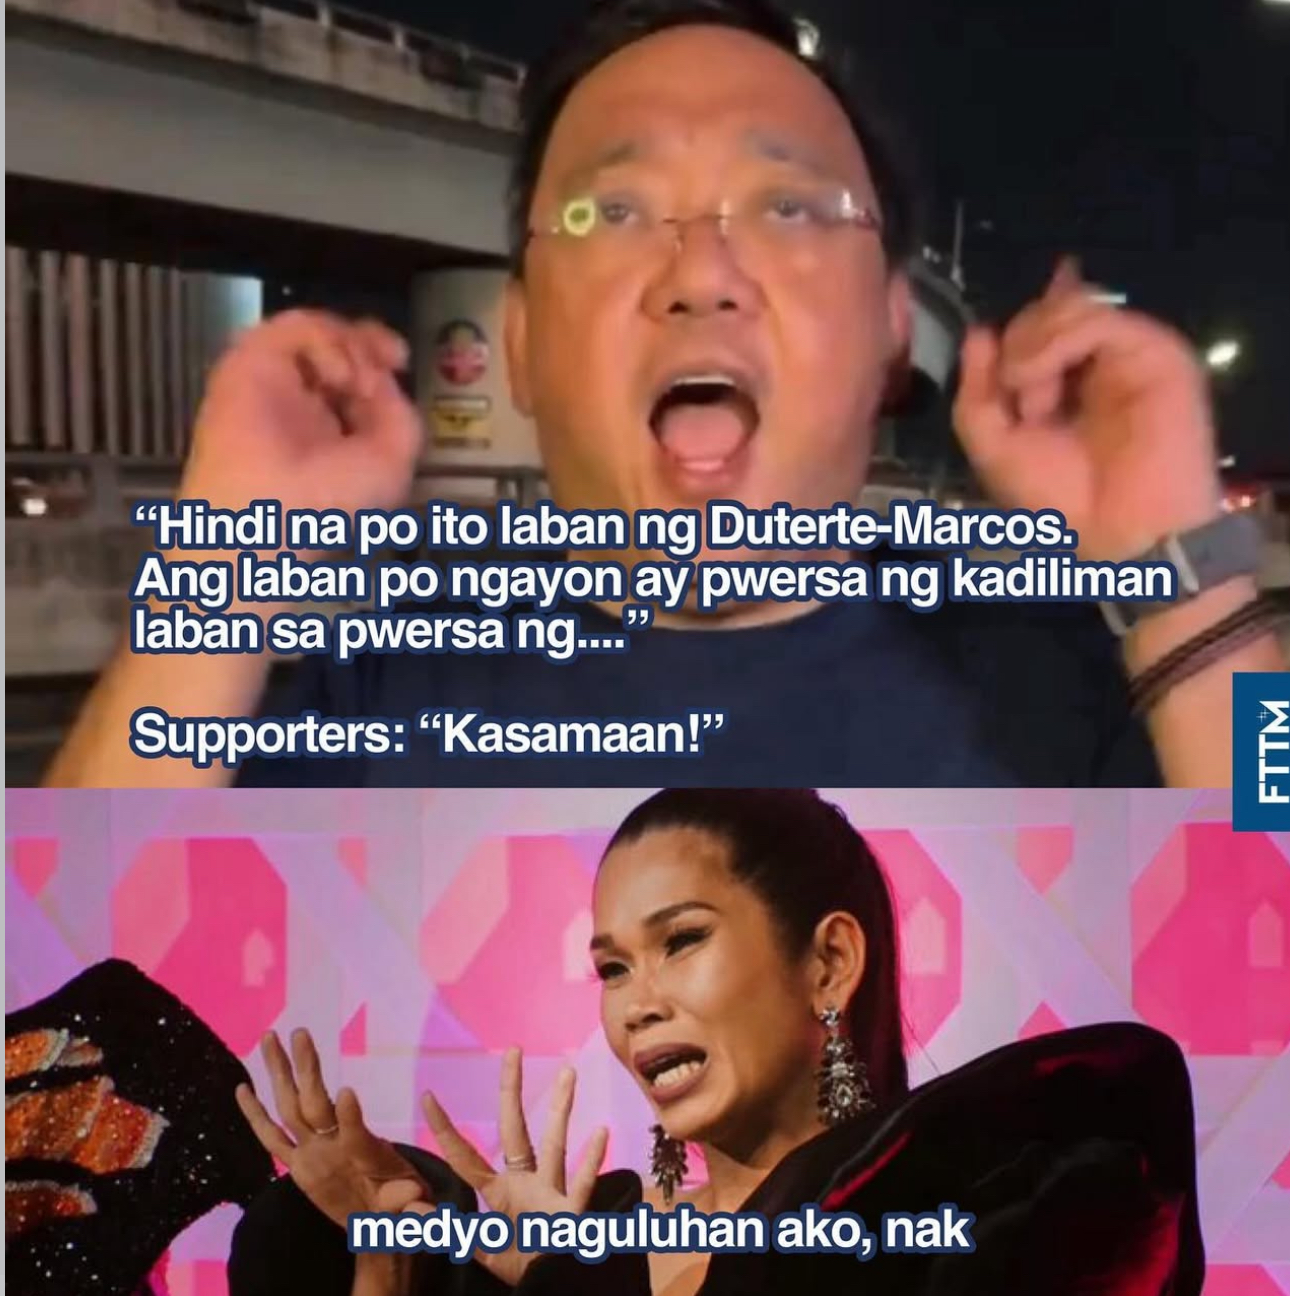 “Hindi na po ito laban ng Duterte-Marcos.
Ang laban po ngayon ay pwersa ng kadiliman
laban sa pwersa ng....”
Supporters: “Kasamaan!”
FTTM
medyo naguluhan ako, nak